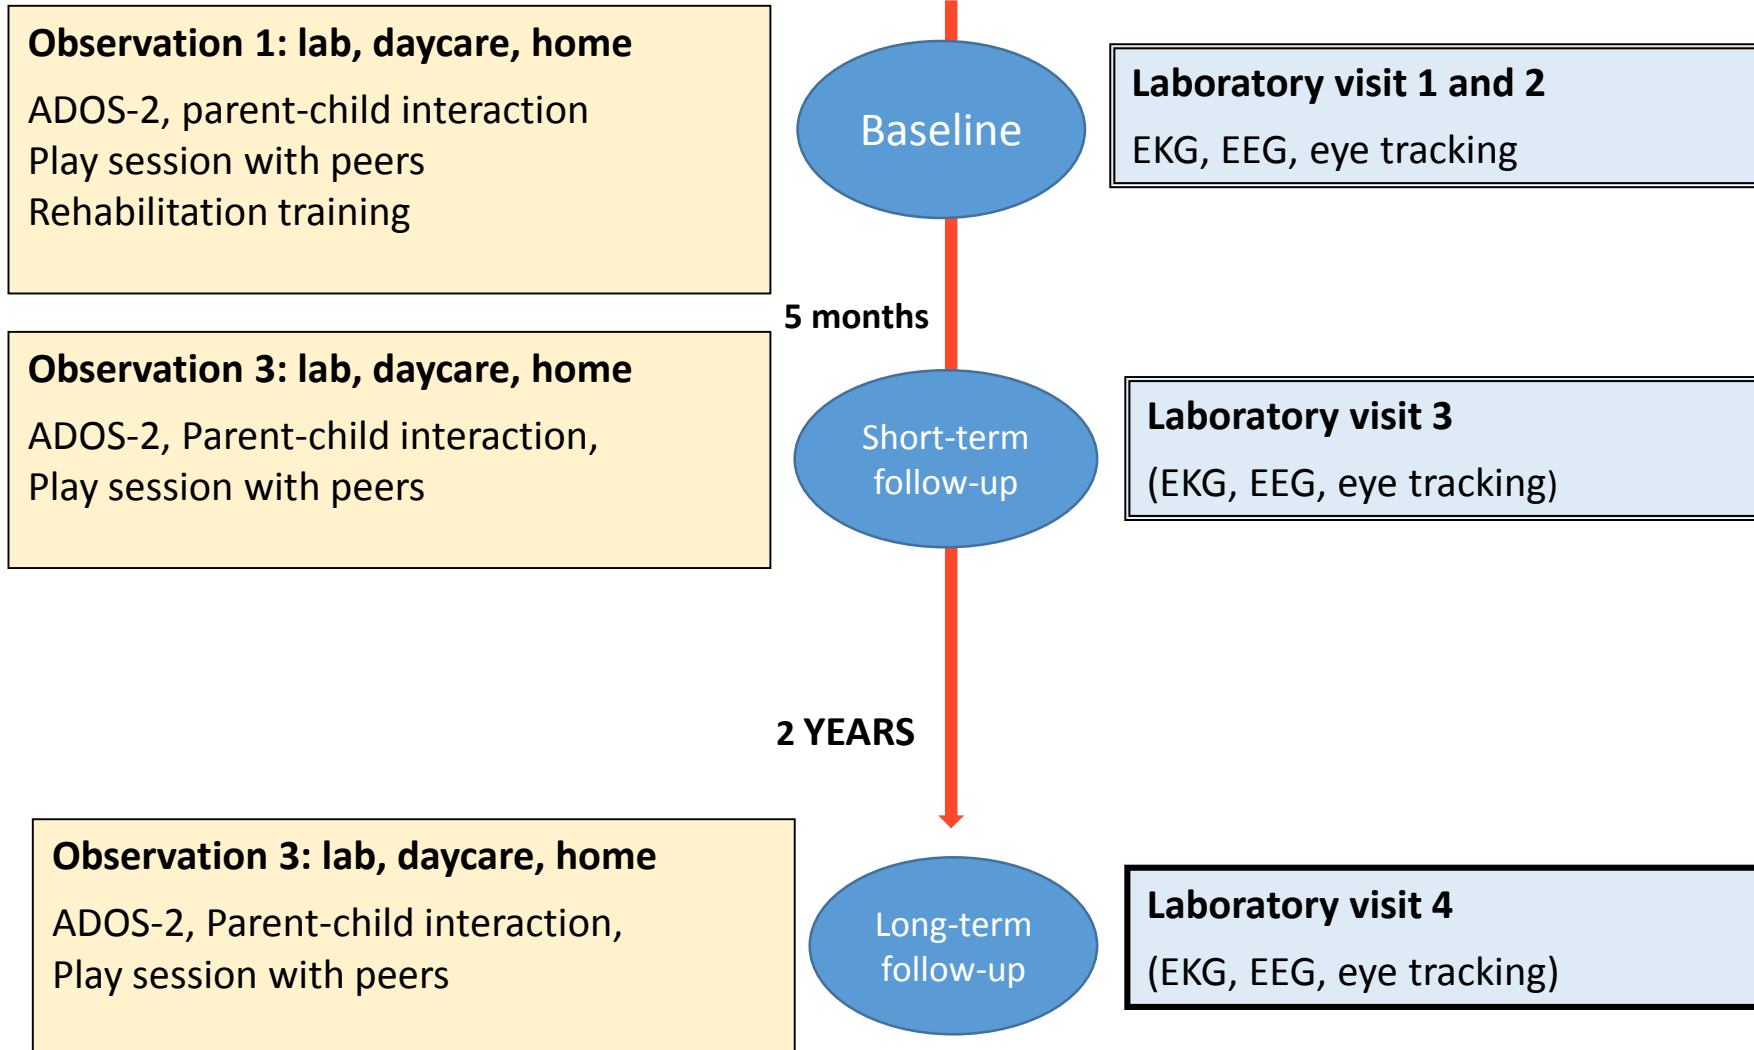 Observation 1: lab, daycare, home
ADOS-2, parent-child interaction
Play session with peers
Rehabilitation training
Baseline
Laboratory visit 1 and 2
EKG, EEG, eye tracking
5 months
Observation 3: lab, daycare, home
ADOS-2, Parent-child interaction,
Play session with peers
Short-term
follow-up
Laboratory visit 3
(EKG, EEG, eye tracking)
2 YEARS
Observation 3: lab, daycare, home
ADOS-2, Parent-child interaction,
Play session with peers
Long-term
follow-up
Laboratory visit 4
(EKG, EEG, eye tracking)